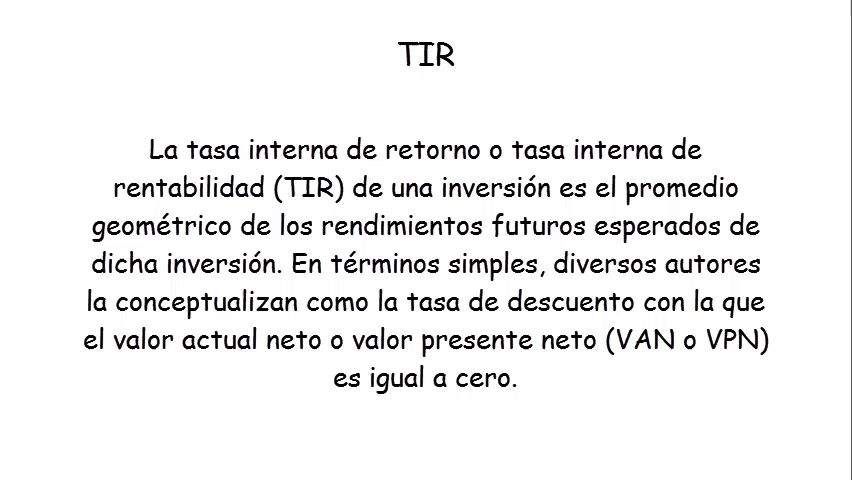 TIR
La tasa interna de retorno o tasa interna de
rentabilidad (TIR) de una inversión es el promedio
geométrico de los rendimientos futuros esperados de
dicha inversión. En términos simples, diversos autores
la conceptualizan como la tasa de descuento con la que
el valor actual neto o valor presente neto (VAN o VPN)
es igual a cero.